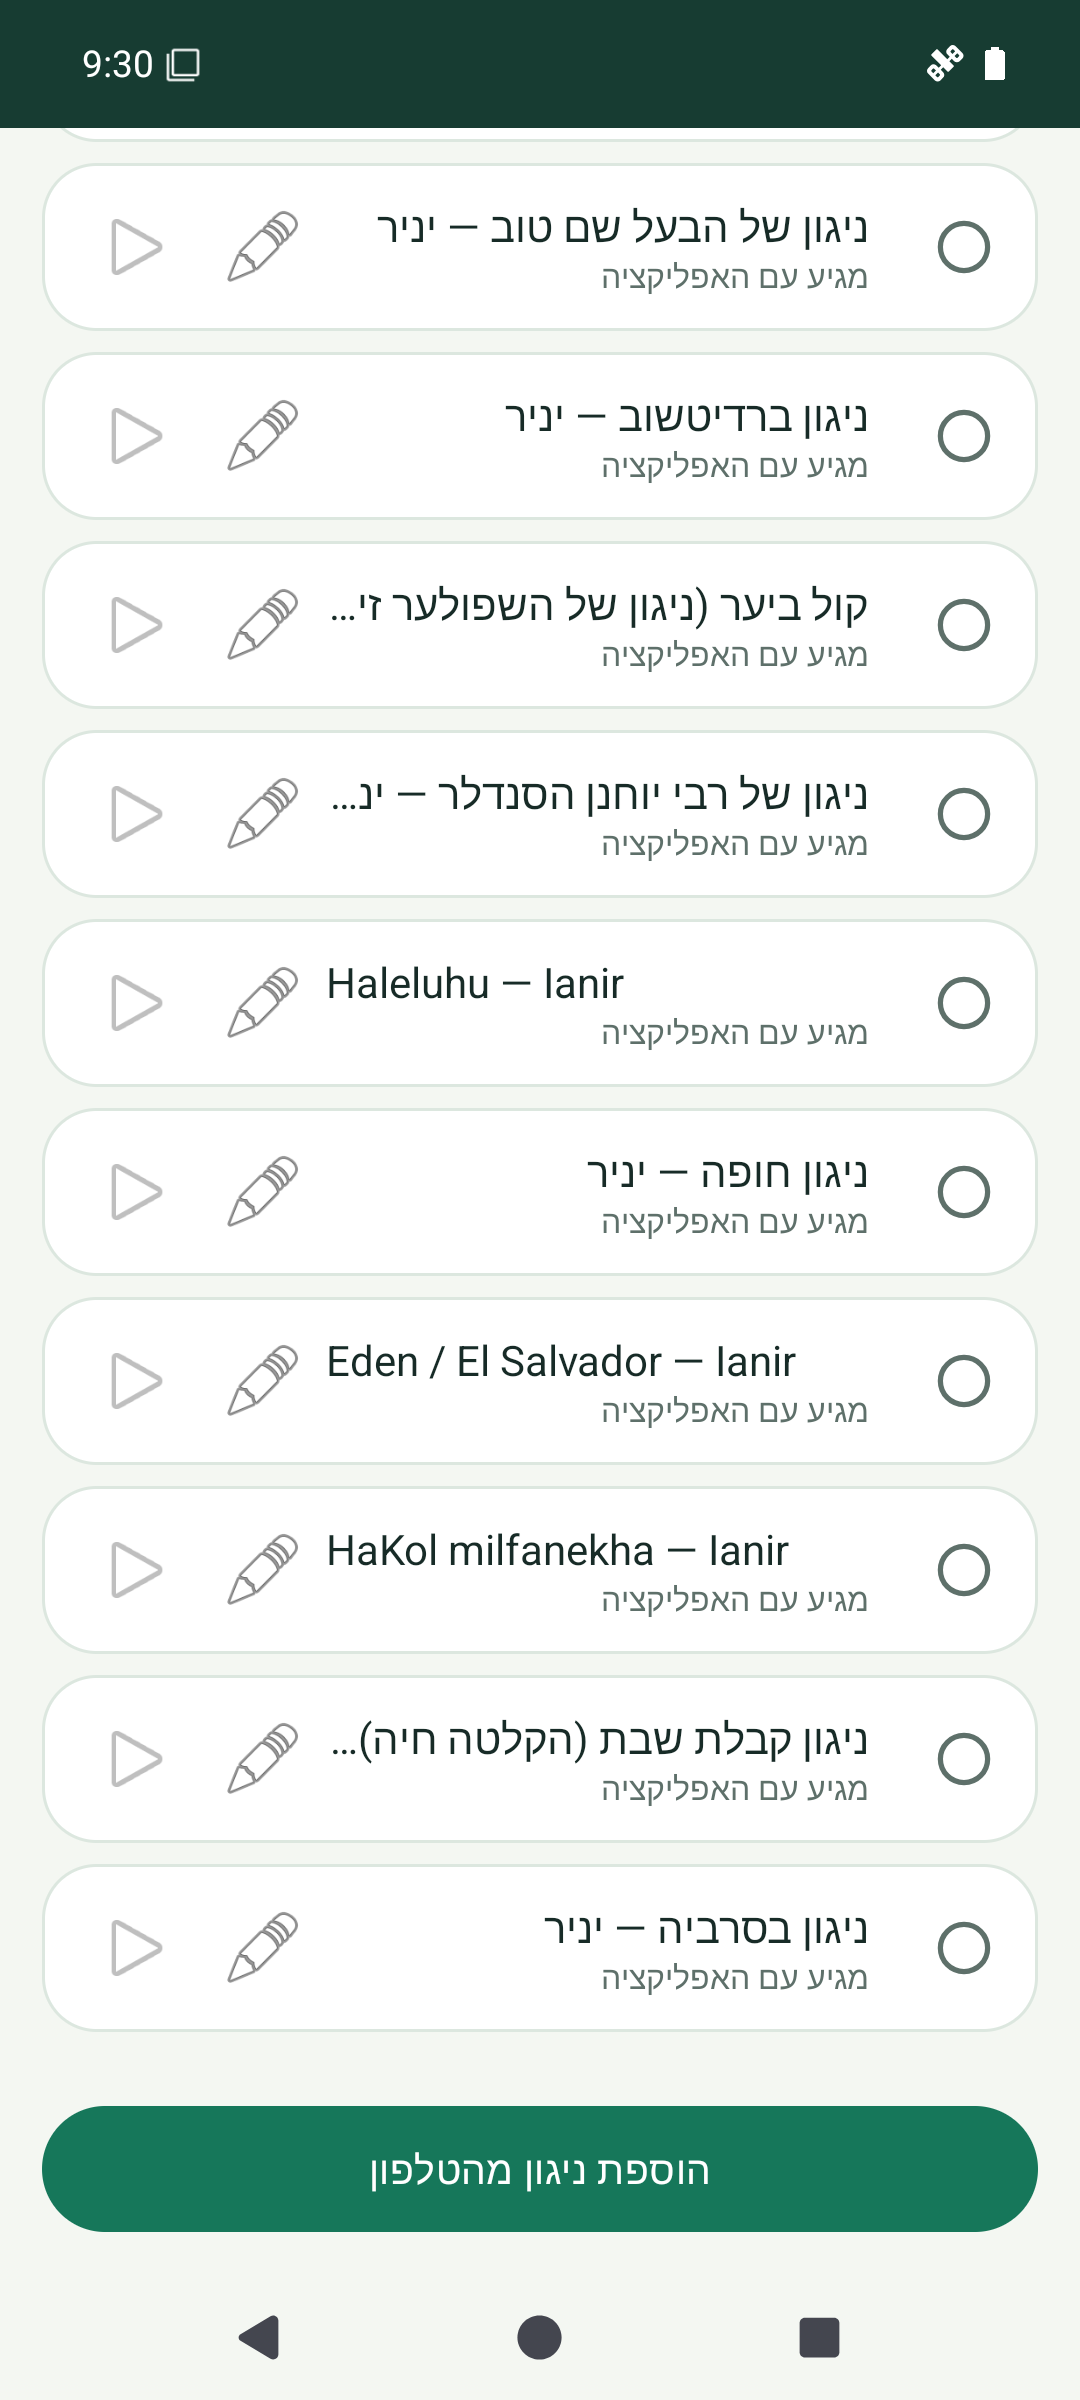 9:30
ניגון של הבעל שם טוב — יניר
מגיע עם האפליקציה
ניגון ברדיטשוב — יניר
מגיע עם האפליקציה
קול ביער (ניגון של השפולער זי...
מגיע עם האפליקציה
ניגון של רבי יוחנן הסנדלר — ינ...
מגיע עם האפליקציה
Haleluhu — Ianir
מגיע עם האפליקציה
ניגון חופה — יניר
מגיע עם האפליקציה
Eden / El Salvador — Ianir
מגיע עם האפליקציה
HaKol milfanekha — Ianir
מגיע עם האפליקציה
ניגון קבלת שבת (הקלטה חיה)...
מגיע עם האפליקציה
ניגון בסרביה — יניר
מגיע עם האפליקציה
הוספת ניגון מהטלפון